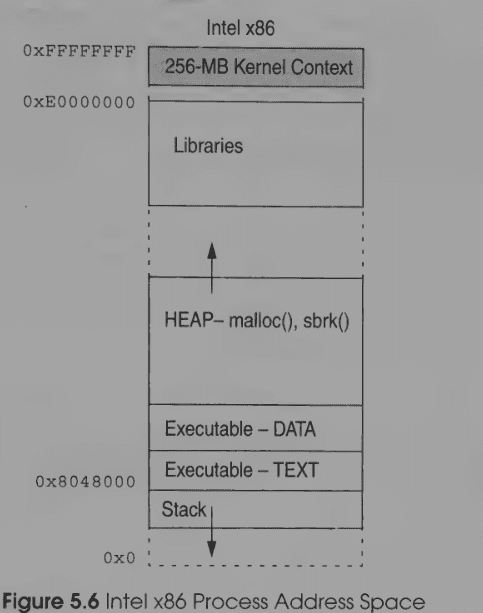 Intel x86
0xFFFFFFFF
256-MB Kernel Context
0xE0000000
Libraries
HEAP– malloc(), sbrk()
Executable – DATA
Executable – TEXT
0x8048000
Stack
0x0
Figure 5.6 Intel x86 Process Address Space